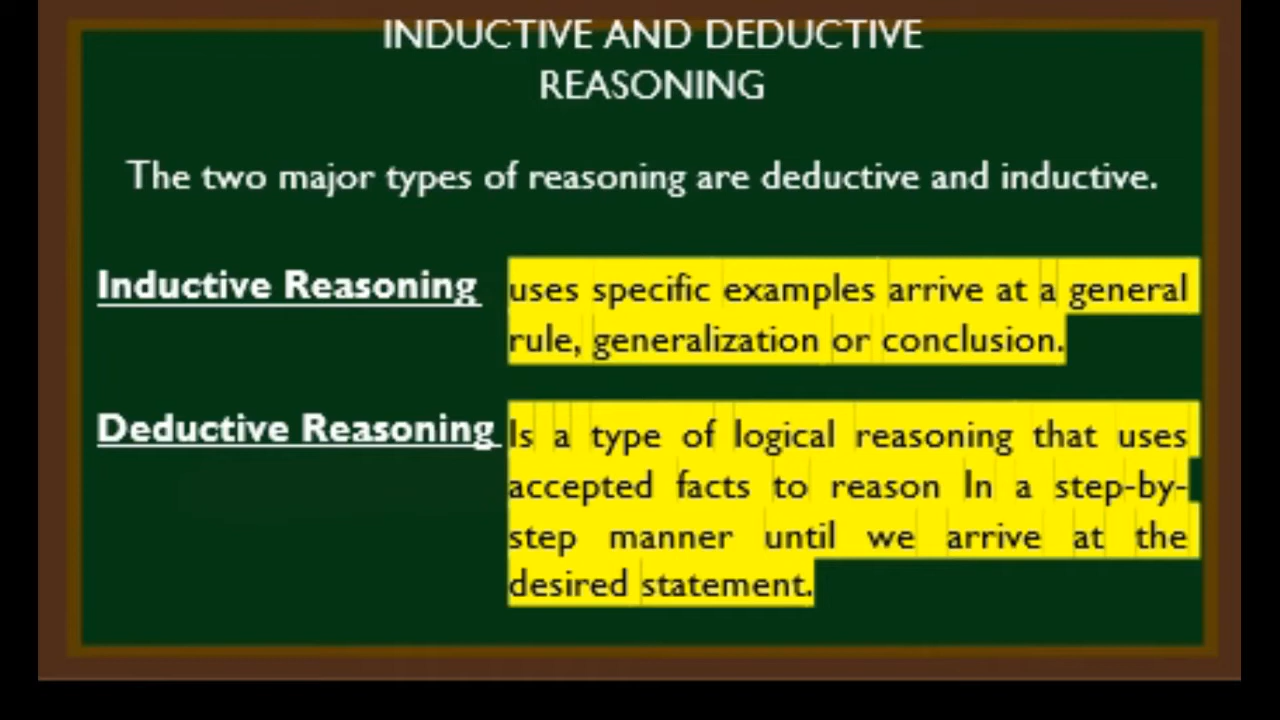 INDUCTIVE AND DEDUCTIVE
REASONING
The two major types of reasoning are deductive and inductive.
Inductive Reasoning uses specific examples arrive at a general
rule, generalization or conclusion.
Deductive Reasoning Is a type of logical reasoning that uses
accepted facts to reason In a step-by-
step manner until we arrive at the
desired statement.